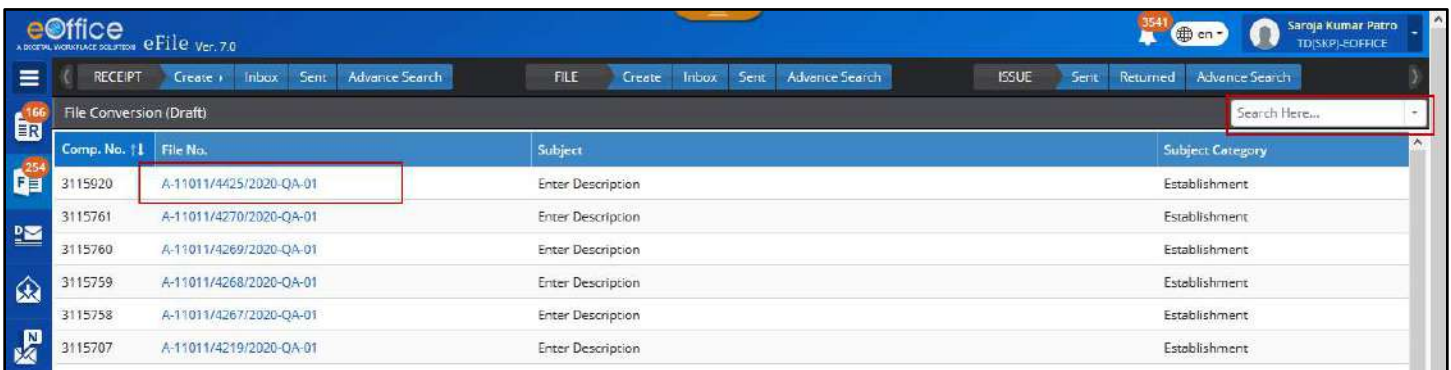 eOffice
A DIGITAL WORKPLACE SOLUTION eFile Ver. 7.0
3541 en Saroja Kumar Patro
TD(SKP)-EOFFICE
RECEIPT Create Inbox Sent Advance Search FILE Create Inbox Sent Advance Search ISSUE Sent Returned Advance Search
166 R File Conversion (Draft) Search Here...
Comp. No. File No. Subject Subject Category
254 F 3115920 A-11011/4425/2020-QA-01 Enter Description Establishment
3115761 A-11011/4270/2020-QA-01 Enter Description Establishment
D 3115760 A-11011/4269/2020-QA-01 Enter Description Establishment
3115759 A-11011/4268/2020-QA-01 Enter Description Establishment
3115758 A-11011/4267/2020-QA-01 Enter Description Establishment
N 3115707 A-11011/4219/2020-QA-01 Enter Description Establishment